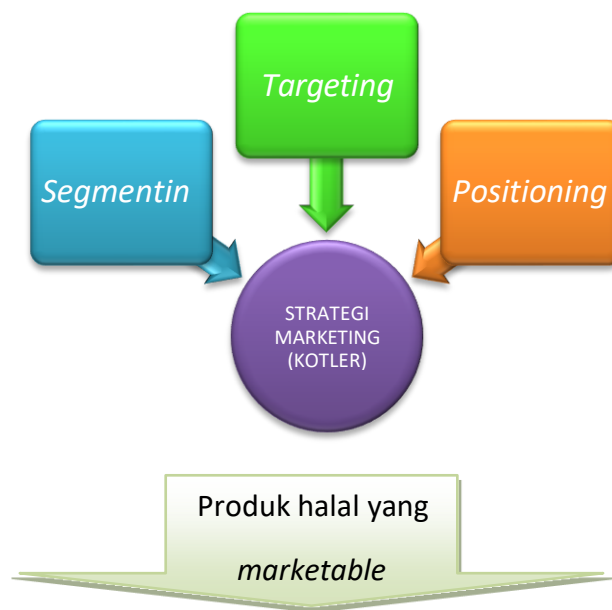 Targeting
Segmentin
Positioning
STRATEGI
MARKETING
(KOTLER)
Produk halal yang
marketable